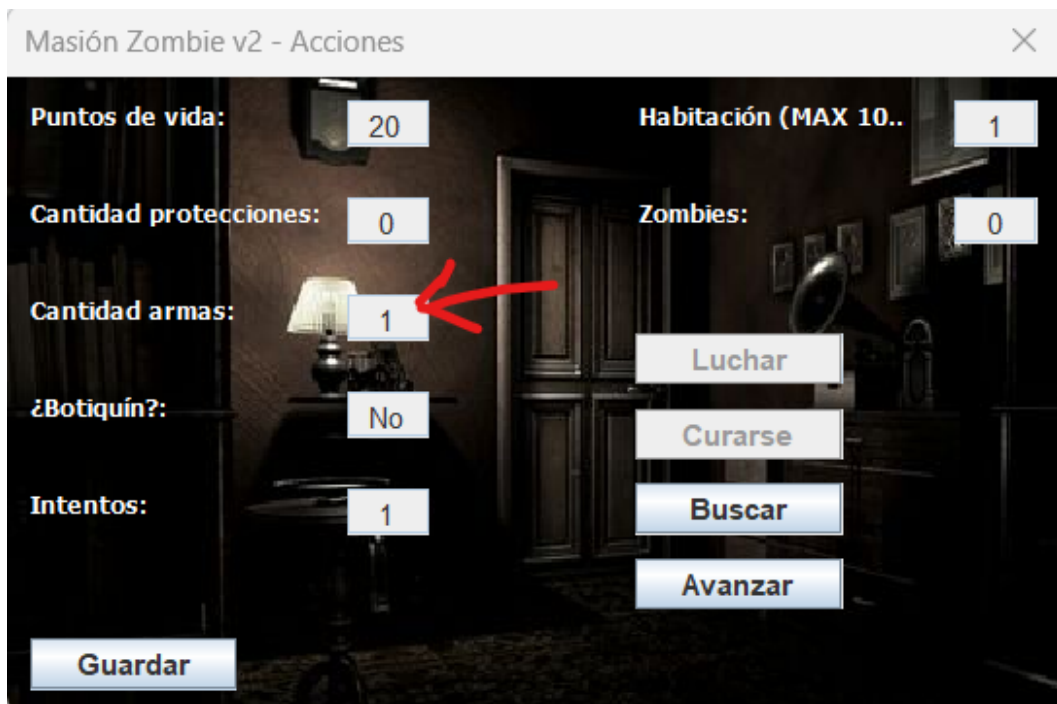 Masión Zombie v2 - Acciones
Puntos de vida: 20
Habitación (MAX 10.. 1
Cantidad protecciones: 0
Zombies: 0
Cantidad armas: 1
Luchar
¿Botiquín?: No
Curarse
Intentos: 1
Buscar
Avanzar
Guardar